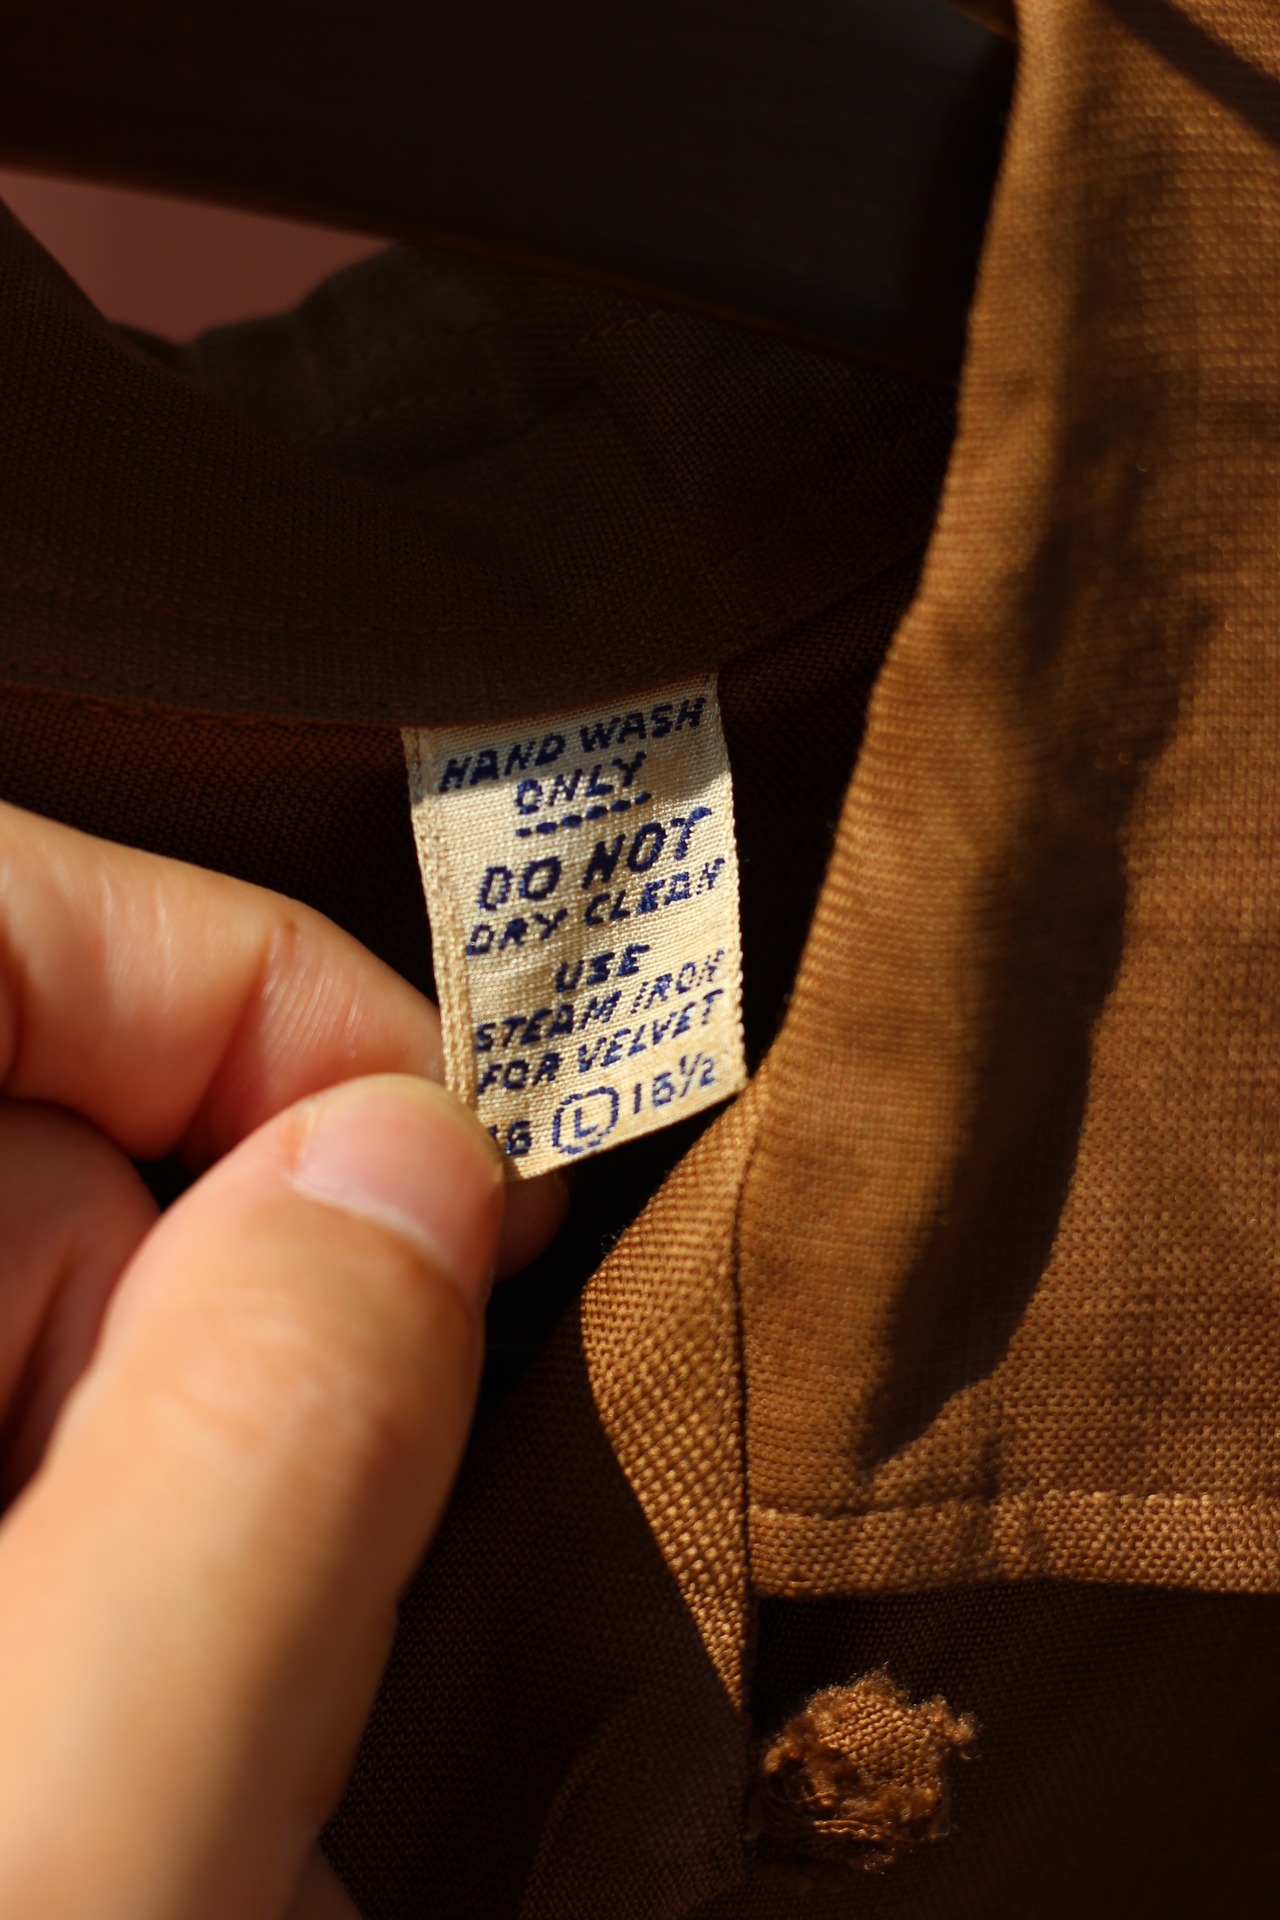 HAND WASH
ONLY
DO NOT
DRY CLEAN
USE
STEAM IRON
FOR VELVET
16 L 16½